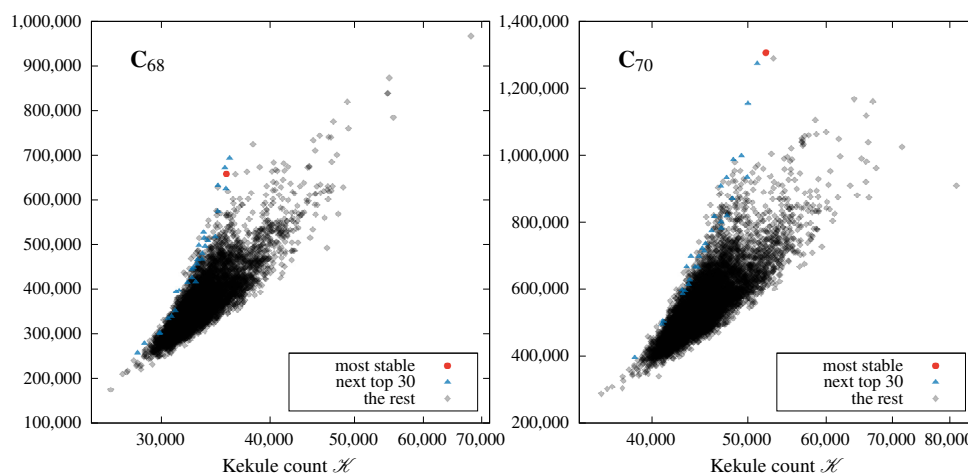 1,000,000
900,000
800,000
700,000
600,000
500,000
400,000
300,000
200,000
100,000
C68
most stable
next top 30
the rest
30,000 40,000 50,000 60,000 70,000
Kekule count 𝒦
1,400,000
1,200,000
1,000,000
800,000
600,000
400,000
200,000
C70
most stable
next top 30
the rest
40,000 50,000 60,000 70,000 80,000
Kekule count 𝒦